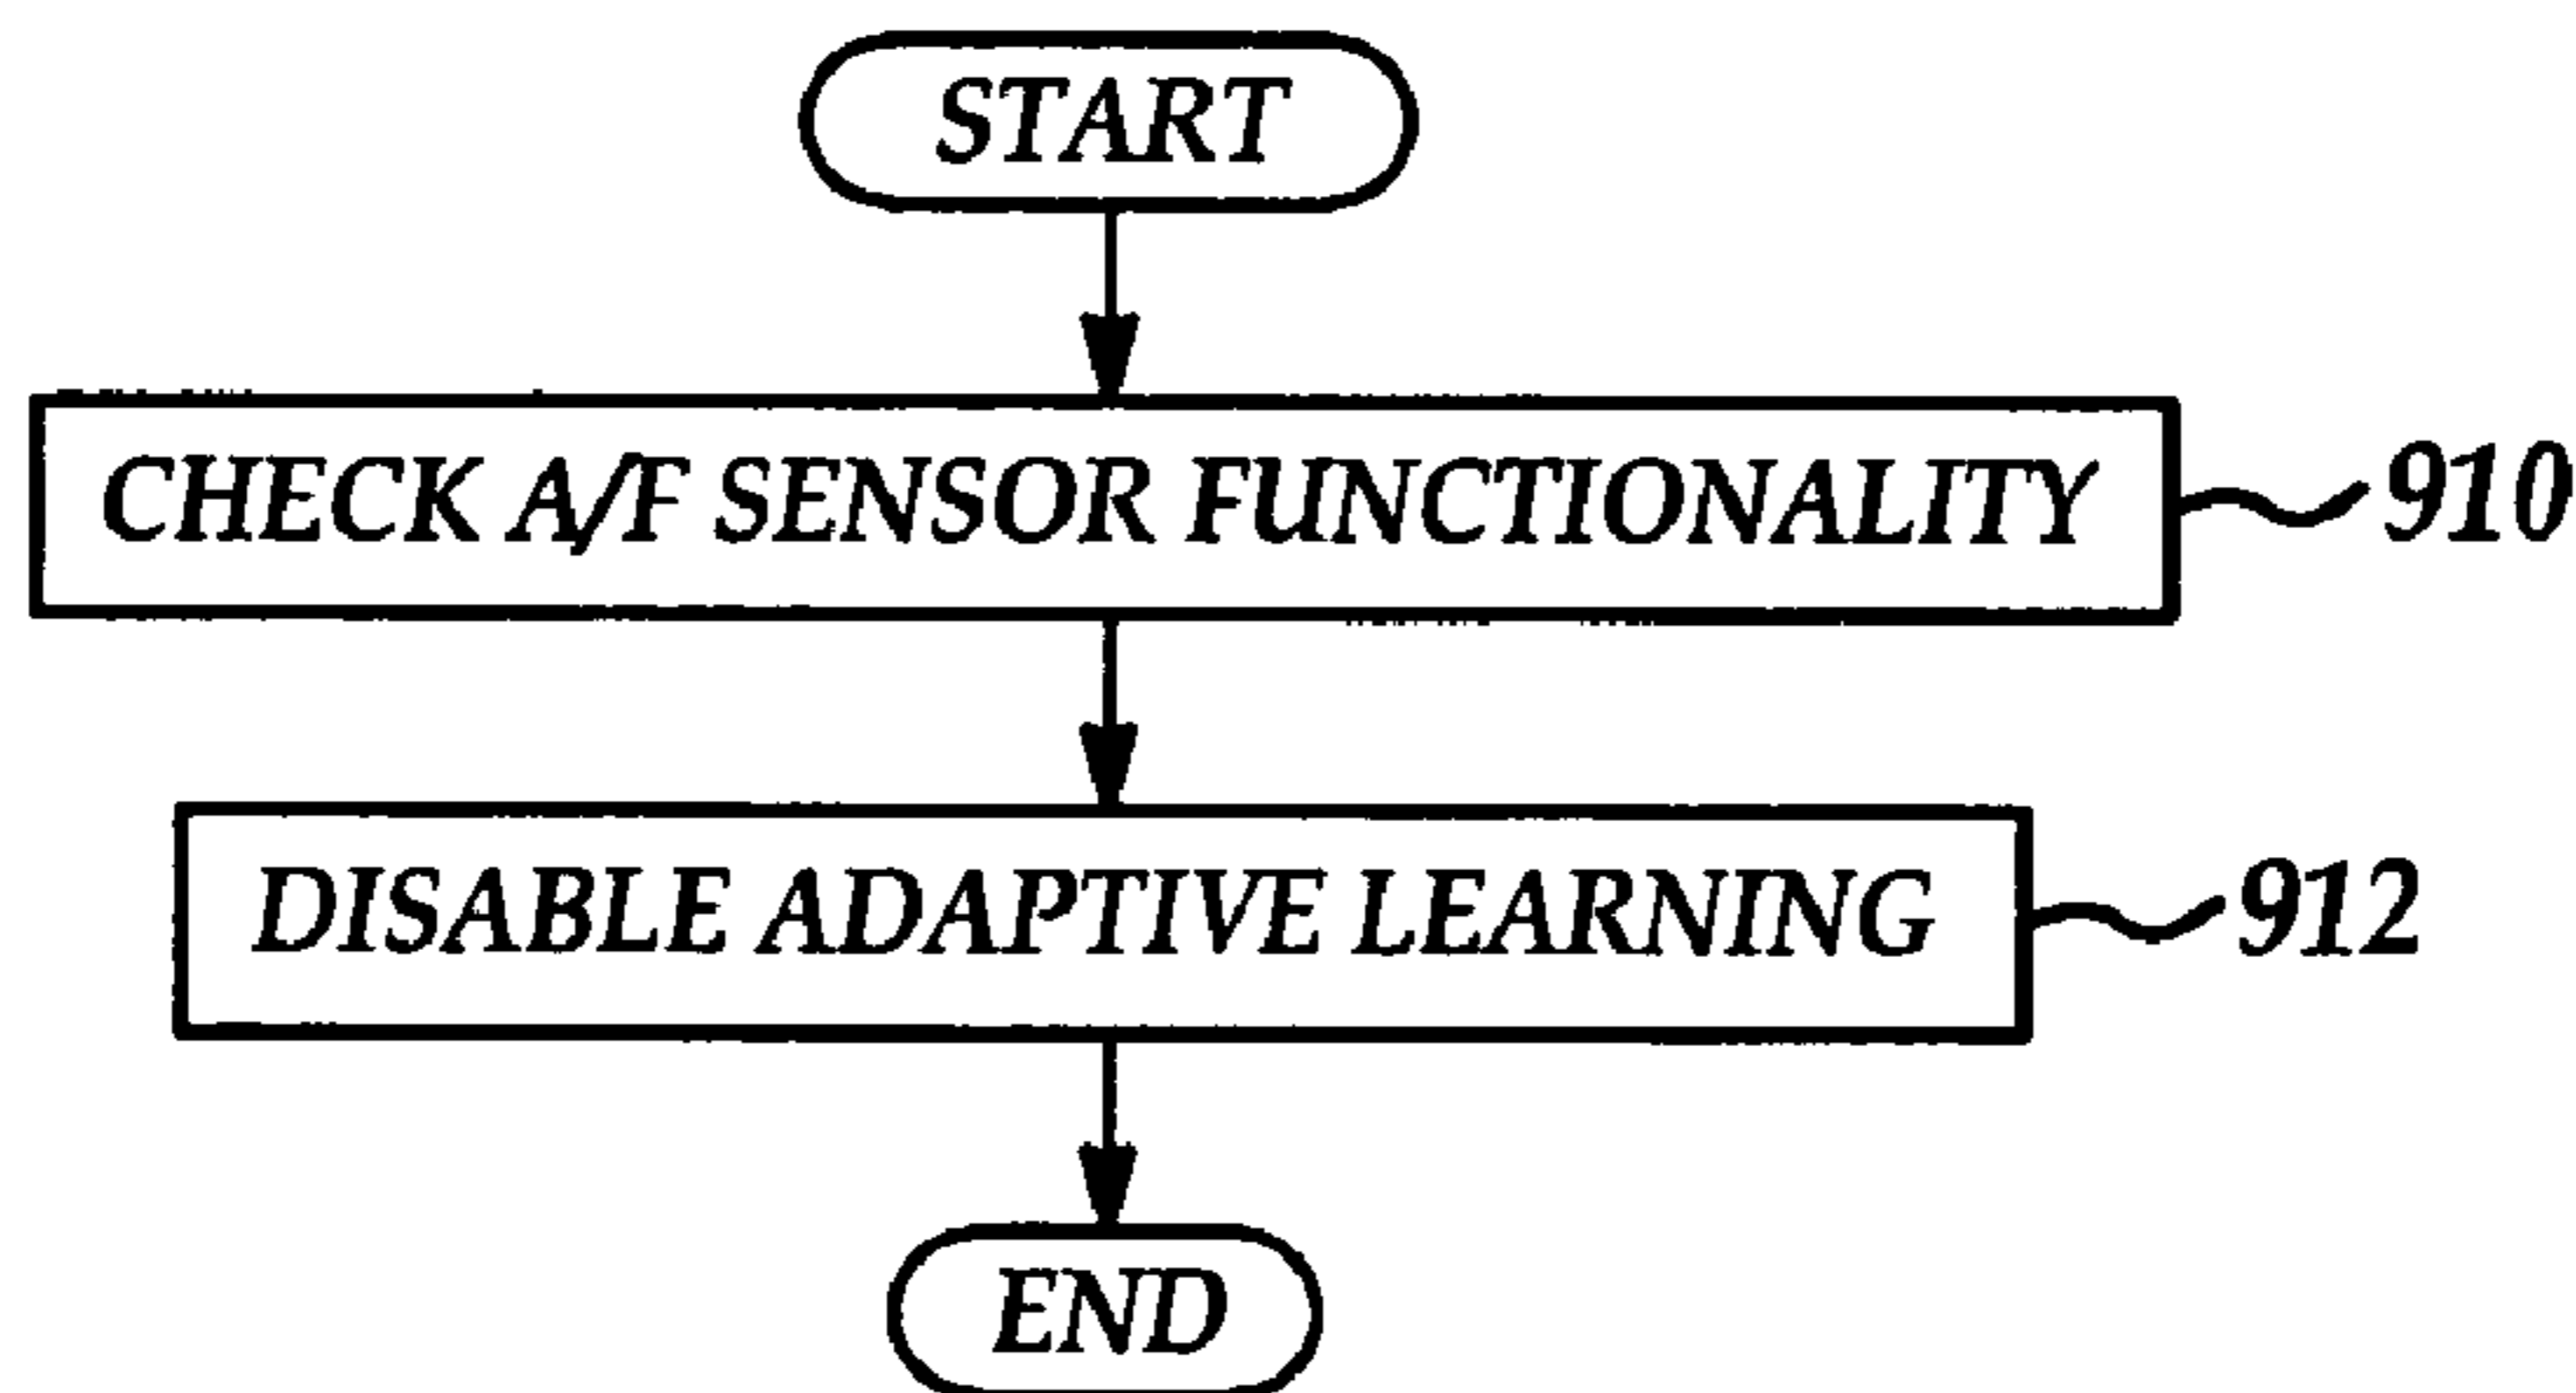 START
CHECK A/F SENSOR FUNCTIONALITY
910
DISABLE ADAPTIVE LEARNING
912
END